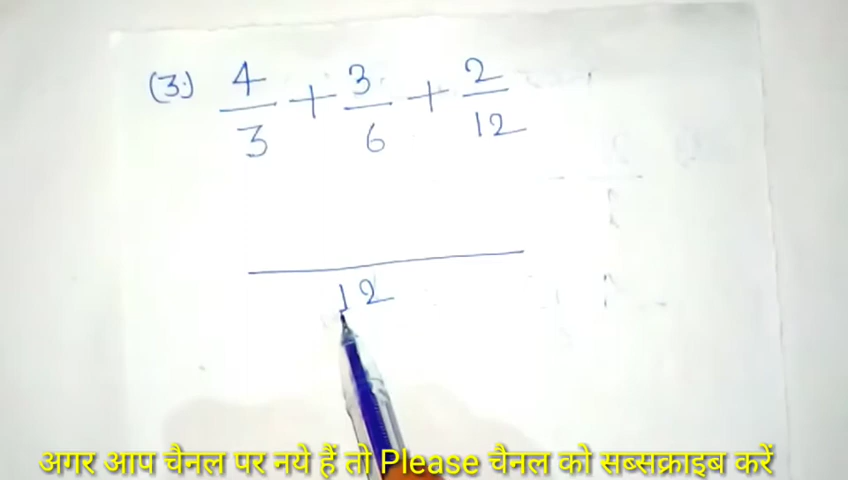 (3.) 4/3 + 3/6 + 2/12
12
अगर आप चैनल पर नये हैं तो Please चैनल को सब्सक्राइब करें